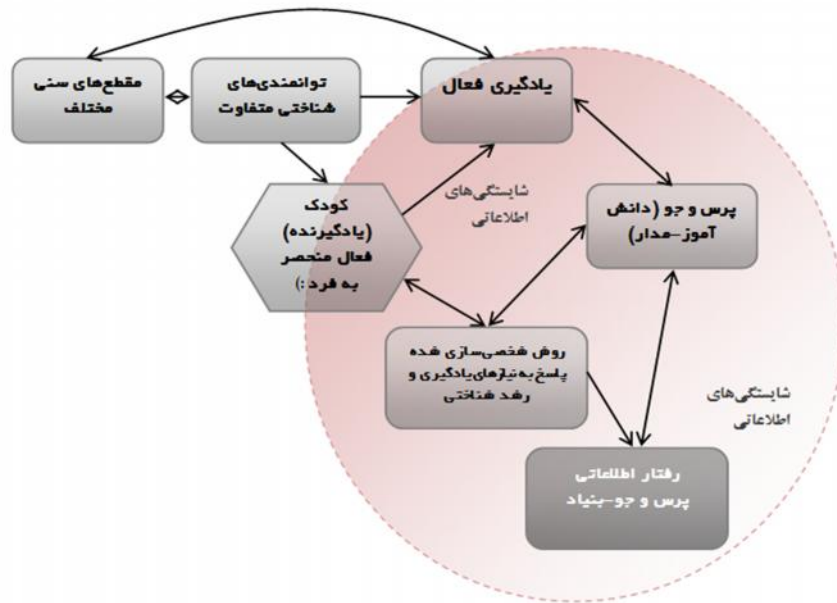 مقطع‌های سنی
مختلف
توانمندی‌های
شناختی متفاوت
یادگیری فعال
شایستگی‌های
اطلاعاتی
کودک
(یادگیرنده)
فعال منحصر
به فرد :)
پرس و جو (دانش
آموز-مدار)
روش شخصی‌سازی شده
پاسخ به نیازهای یادگیری و
رشد شناختی
شایستگی‌های
اطلاعاتی
رفتار اطلاعاتی
پرس و جو-بنیاد